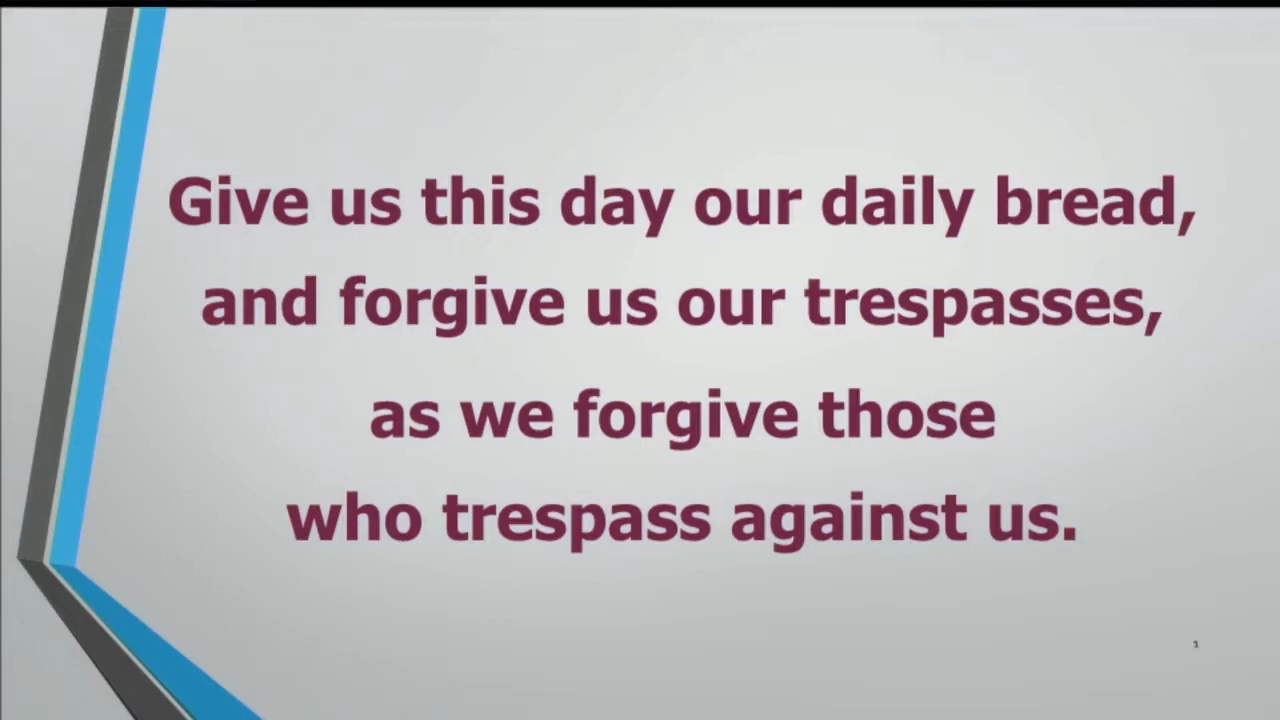 Give us this day our daily bread,
and forgive us our trespasses,
as we forgive those
who trespass against us.